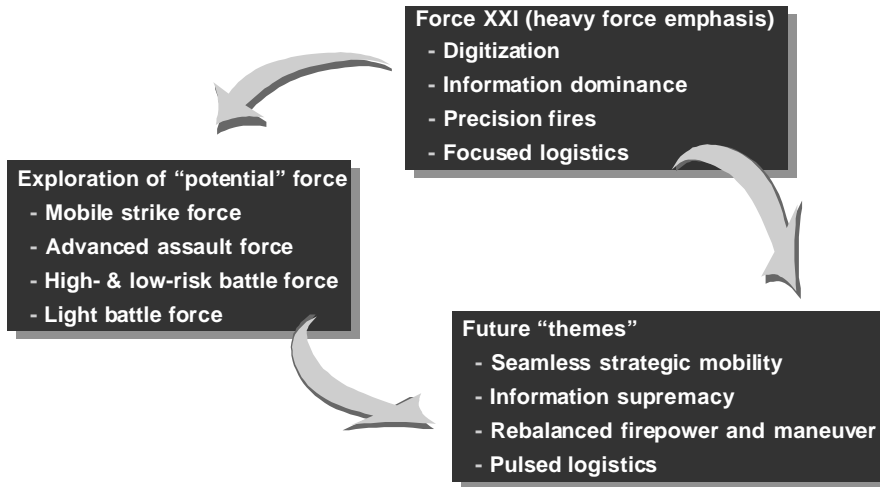 Force XXI (heavy force emphasis)
- Digitization
- Information dominance
- Precision fires
- Focused logistics
Exploration of “potential” force
- Mobile strike force
- Advanced assault force
- High- & low-risk battle force
- Light battle force
Future “themes”
- Seamless strategic mobility
- Information supremacy
- Rebalanced firepower and maneuver
- Pulsed logistics